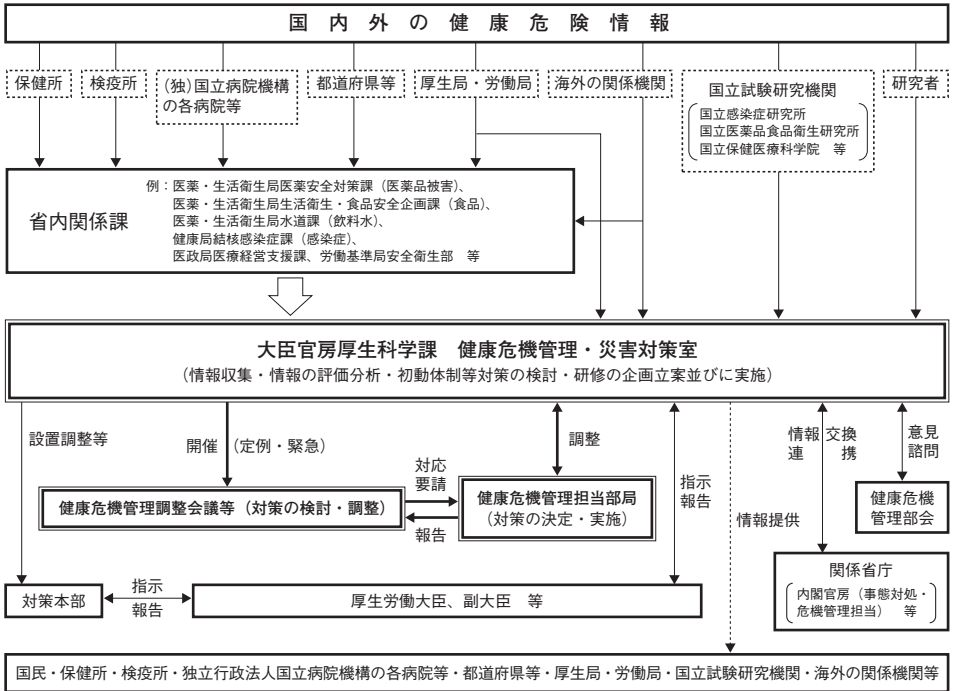 国内外の健康危険情報
保健所
検疫所
(独)国立病院機構
の各病院等
都道府県等
厚生局・労働局
海外の関係機関
国立試験研究機関
国立感染症研究所
国立医薬品食品衛生研究所
国立保健医療科学院　等
研究者
省内関係課
例：医薬・生活衛生局医薬安全対策課（医薬品被害）、
医薬・生活衛生局生活衛生・食品安全企画課（食品）、
医薬・生活衛生局水道課（飲料水）、
健康局結核感染症課（感染症）、
医政局医療経営支援課、労働基準局安全衛生部　等
大臣官房厚生科学課　健康危機管理・災害対策室
（情報収集・情報の評価分析・初動体制等対策の検討・研修の企画立案並びに実施）
設置調整等
開催（定例・緊急）
対応
要請
報告
調整
指示
報告
情報提供
情報交換
連携
意見
諮問
健康危機管理調整会議等（対策の検討・調整）
健康危機管理担当部局
（対策の決定・実施）
健康危機
管理部会
関係省庁
内閣官房（事態対処・
危機管理担当）　等
対策本部
指示
報告
厚生労働大臣、副大臣　等
国民・保健所・検疫所・独立行政法人国立病院機構の各病院等・都道府県等・厚生局・労働局・国立試験研究機関・海外の関係機関等